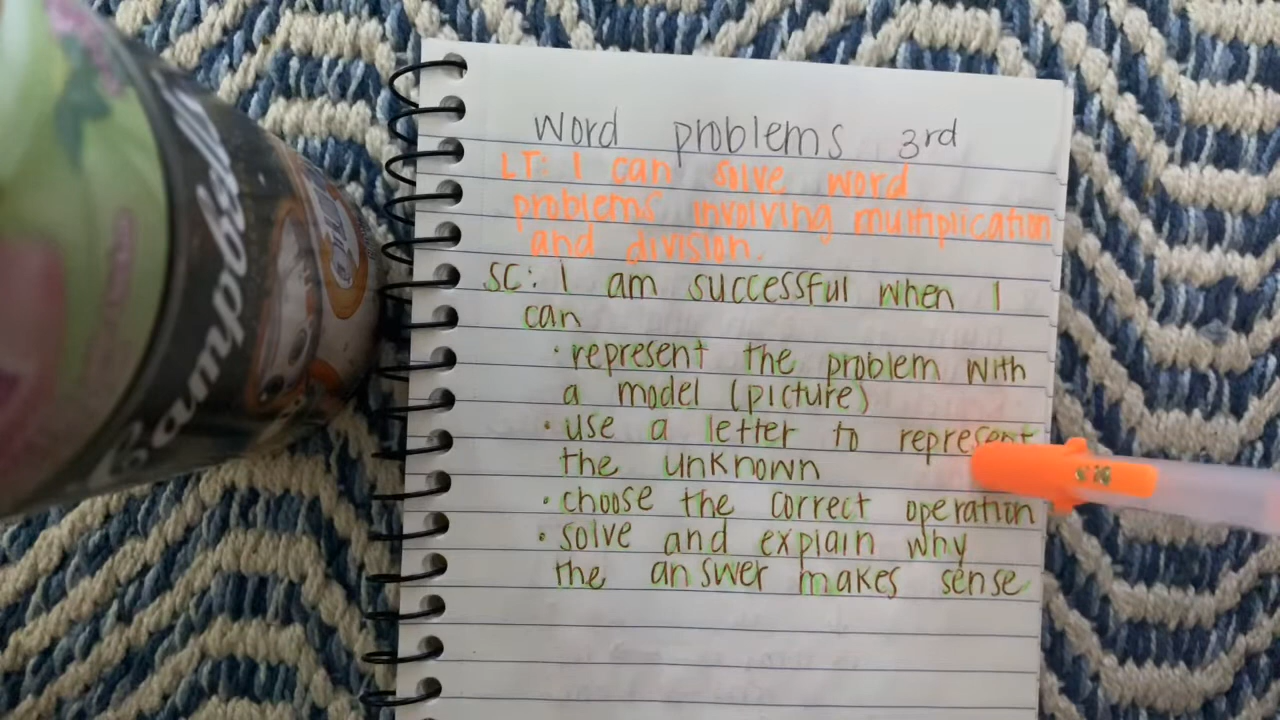 word problems 3rd
LT: I can solve word
problems involving multiplication
and division.
SC: I am successful when I
can
· represent the problem with
a model (picture)
· use a letter to represent
the unknown
· choose the correct operation
· solve and explain why
the answer makes sense